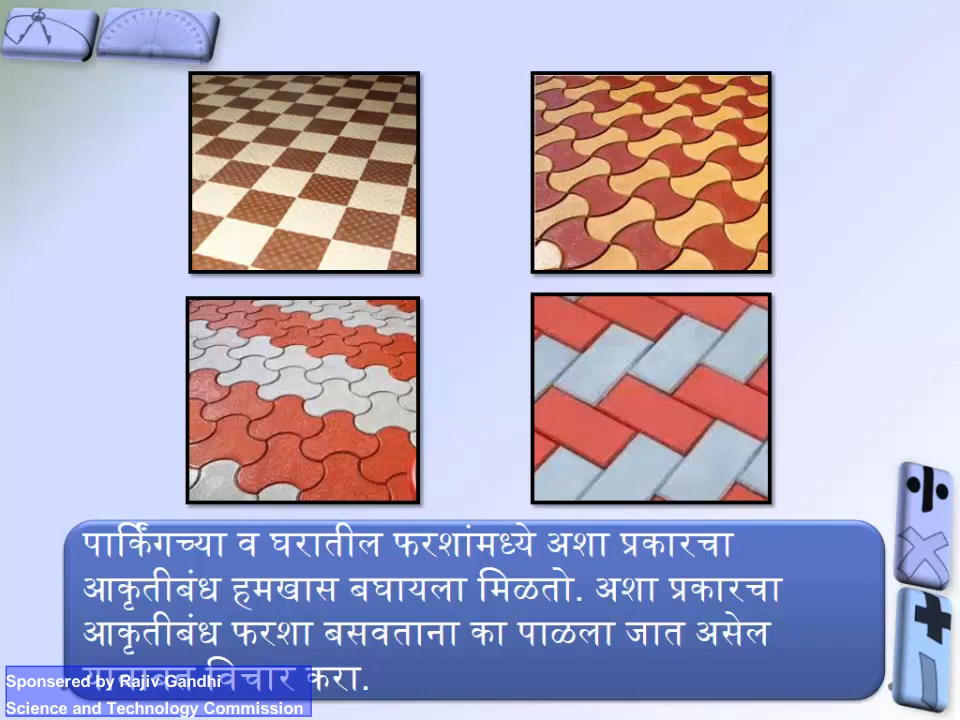 पार्किंगच्या व घरातील फरशांमध्ये अशा प्रकारचा
आकृतीबंध हमखास बघायला मिळतो. अशा प्रकारचा
आकृतीबंध फरशा बसवताना का पाळला जात असेल
विचार करा.
Sponsered by Rajiv Gandhi
Science and Technology Commission